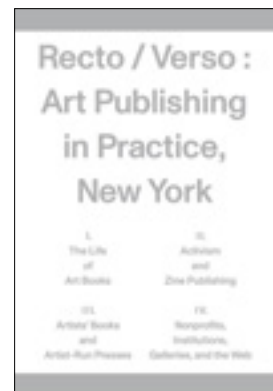 Recto / Verso :
Art Publishing
in Practice,
New York
I.
The Life
of
Art Books
II.
Activism
and
Zine Publishing
III.
Artists' Books
and
Artist-Run Presses
IV.
Nonprofits,
Institutions,
Galleries, and the Web